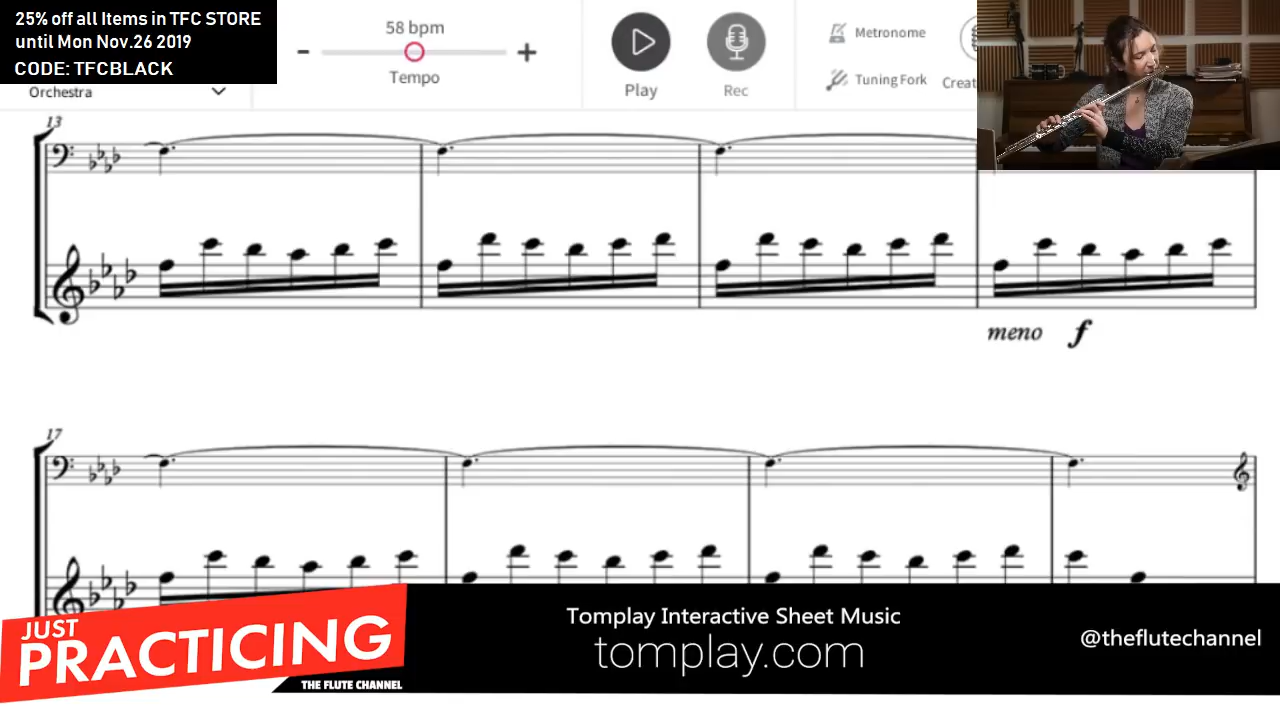 25% off all Items in TFC STORE
until Mon Nov.26 2019
CODE: TFCBLACK
Orchestra
58 bpm
Tempo
Play
Rec
Metronome
Tuning Fork
Creat
13
meno f
17
JUST
PRACTICING
THE FLUTE CHANNEL
Tomplay Interactive Sheet Music
tomplay.com
@theflutechannel